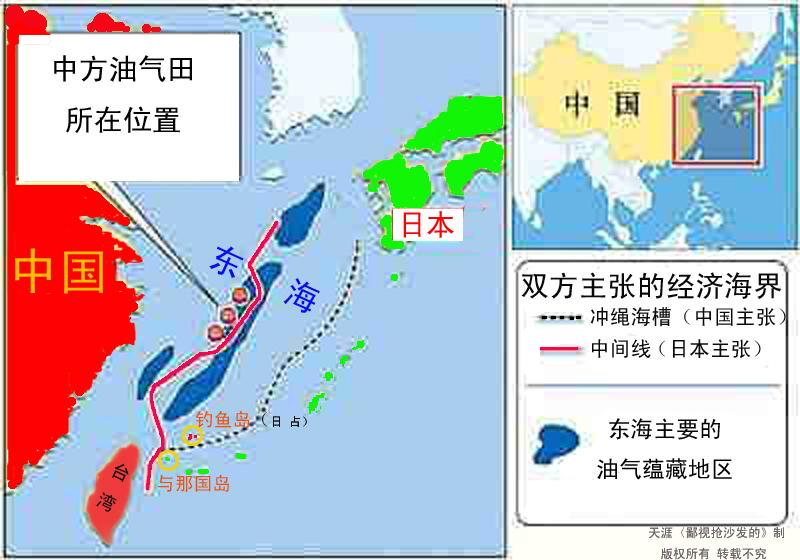 中方油气田
所在位置
中国
东海
日本
钓鱼岛（日 占）
与那国岛
台湾
中 国
双方主张的经济海界
冲绳海槽（中国主张）
中间线（日本主张）
东海主要的
油气蕴藏地区
天涯《鄙视抢沙发的》制
版权所有 转载不究